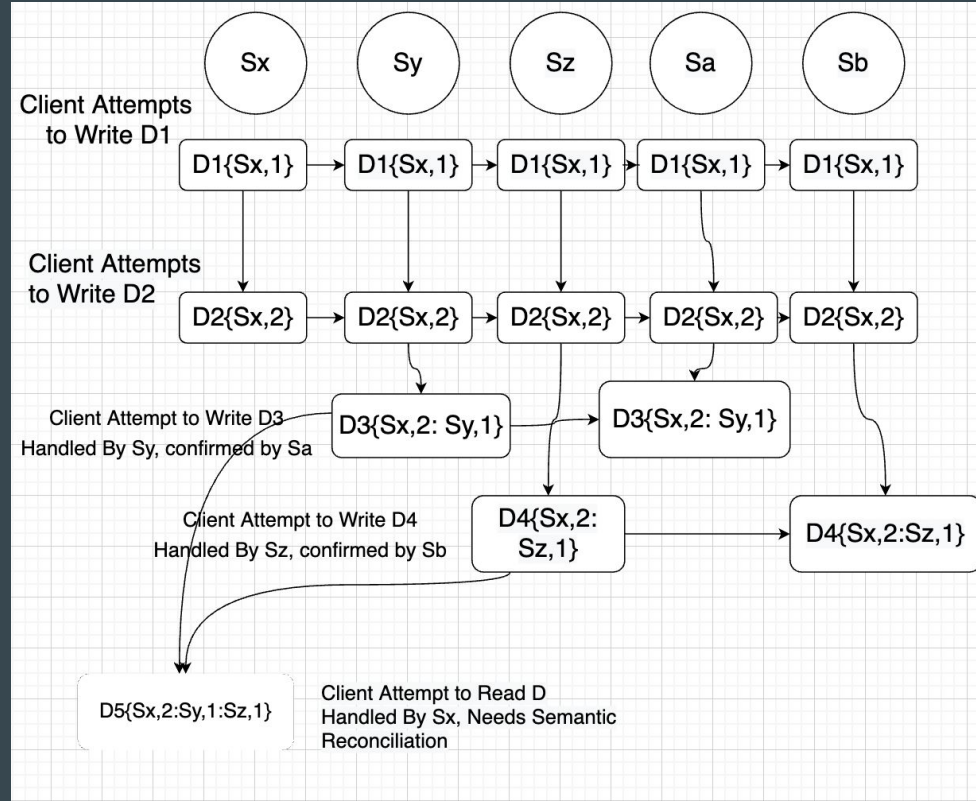 Sx
Sy
Sz
Sa
Sb
Client Attempts
to Write D1
D1{Sx,1}
D1{Sx,1}
D1{Sx,1}
D1{Sx,1}
D1{Sx,1}
Client Attempts
to Write D2
D2{Sx,2}
D2{Sx,2}
D2{Sx,2}
D2{Sx,2}
D2{Sx,2}
Client Attempt to Write D3
Handled By Sy, confirmed by Sa
D3{Sx,2: Sy,1}
D3{Sx,2: Sy,1}
Client Attempt to Write D4
Handled By Sz, confirmed by Sb
D4{Sx,2:
Sz,1}
D4{Sx,2:Sz,1}
D5{Sx,2:Sy,1:Sz,1}
Client Attempt to Read D
Handled By Sx, Needs Semantic
Reconciliation